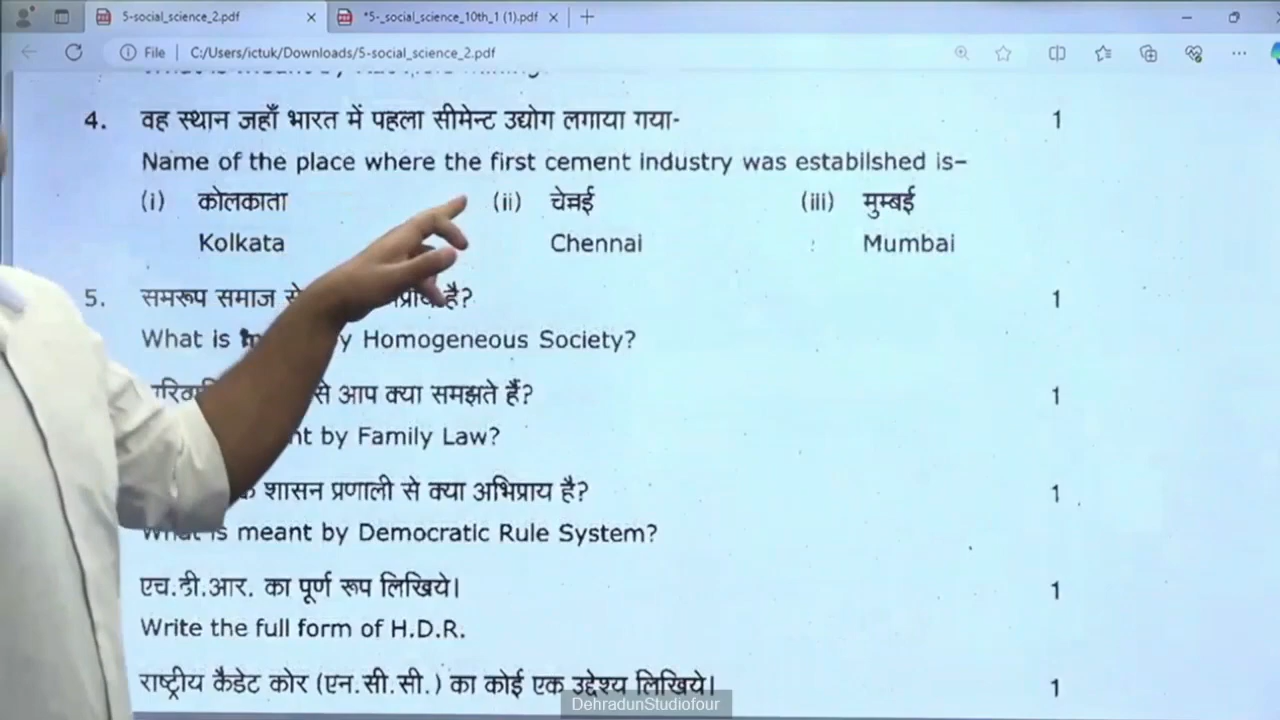 5-social_science_2.pdf
*5-_social_science_10th_1 (1).pdf
File
C:/Users/ictuk/Downloads/5-social_science_2.pdf
4. वह स्थान जहाँ भारत में पहला सीमेन्ट उद्योग लगाया गया- 1
Name of the place where the first cement industry was estabilshed is–
(i) कोलकाता (ii) चेन्नई (iii) मुम्बई
Kolkata Chennai Mumbai
5. समरूप समाज है? 1
What is Homogeneous Society?
से आप क्या समझते हैं? 1
by Family Law?
शासन प्रणाली से क्या अभिप्राय है? 1
What is meant by Democratic Rule System?
एच.डी.आर. का पूर्ण रूप लिखिये। 1
Write the full form of H.D.R.
राष्ट्रीय कैडेट कोर (एन.सी.सी.) का कोई एक उद्देश्य लिखिये। 1
DehradunStudiofour